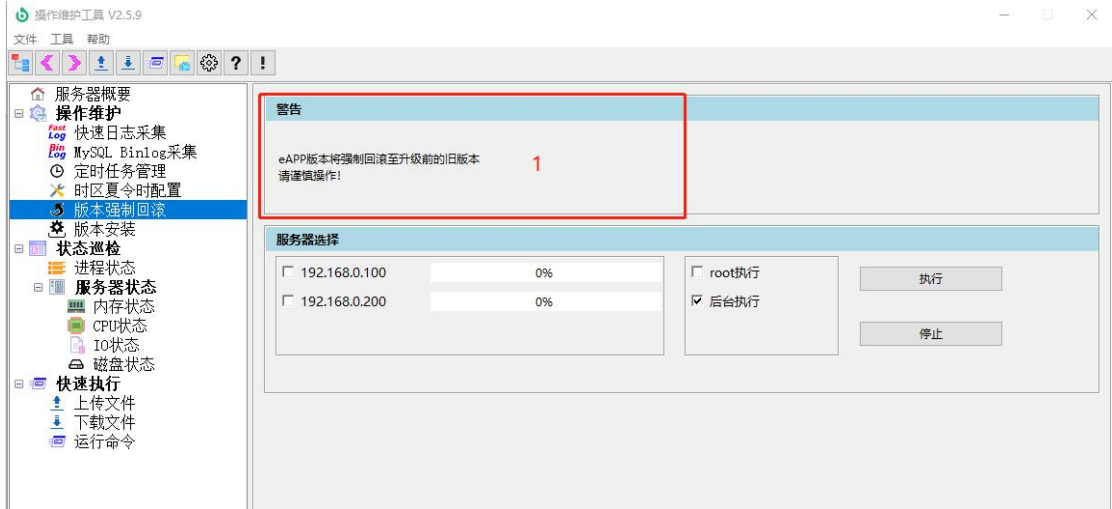 操作维护工具 V2.5.9
文件 工具 帮助
服务器概要
操作维护
Fast Log 快速日志采集
Bin Log MySQL Binlog采集
定时任务管理
时区夏令时配置
版本强制回滚
版本安装
状态巡检
进程状态
服务器状态
内存状态
CPU状态
IO状态
磁盘状态
快速执行
上传文件
下载文件
运行命令
警告
eAPP版本将强制回滚至升级前的旧版本
请谨慎操作!
1
服务器选择
192.168.0.100 0% root执行 执行
192.168.0.200 0% 后台执行
停止